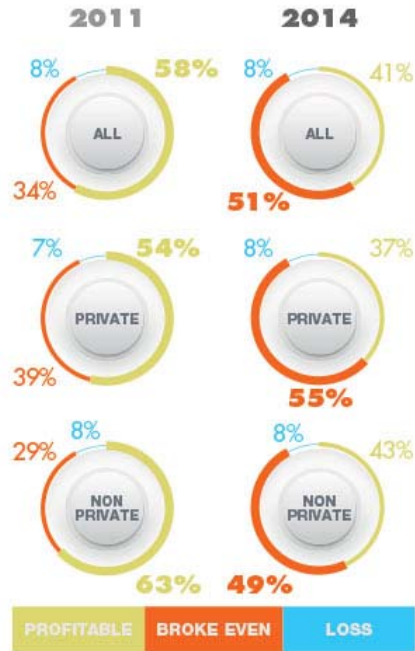 2011
2014
8%
58%
ALL
34%
8%
41%
ALL
51%
7%
54%
PRIVATE
39%
8%
37%
PRIVATE
55%
8%
29%
NON
PRIVATE
63%
8%
43%
NON
PRIVATE
49%
PROFITABLE
BROKE EVEN
LOSS